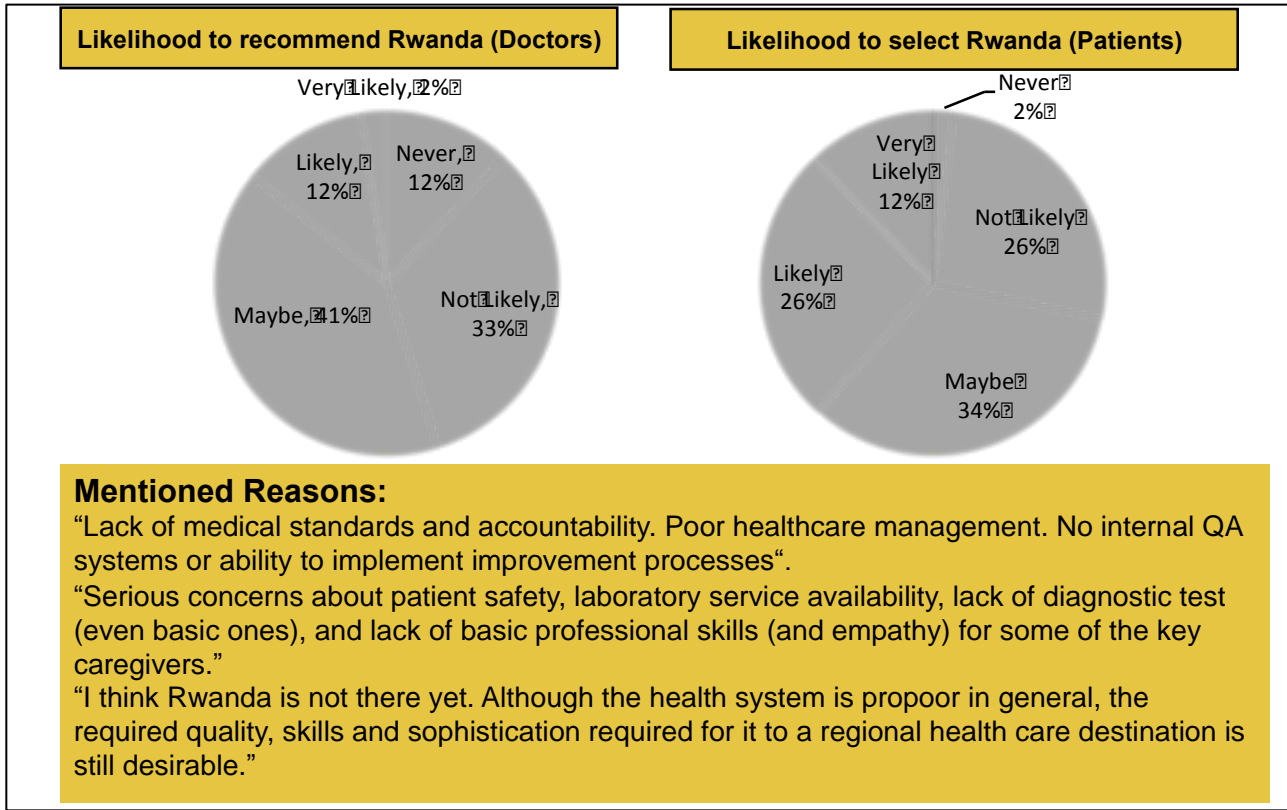 Likelihood to recommend Rwanda (Doctors)
Likelihood to select Rwanda (Patients)
Very Likely, 2%
Never,
12%
Likely,
12%
Not Likely,
33%
Maybe, 41%
Never
2%
Very
Likely
12%
Not Likely
26%
Likely
26%
Maybe
34%
Mentioned Reasons:
“Lack of medical standards and accountability. Poor healthcare management. No internal QA
systems or ability to implement improvement processes“.
“Serious concerns about patient safety, laboratory service availability, lack of diagnostic test
(even basic ones), and lack of basic professional skills (and empathy) for some of the key
caregivers.”
“I think Rwanda is not there yet. Although the health system is propoor in general, the
required quality, skills and sophistication required for it to a regional health care destination is
still desirable.”